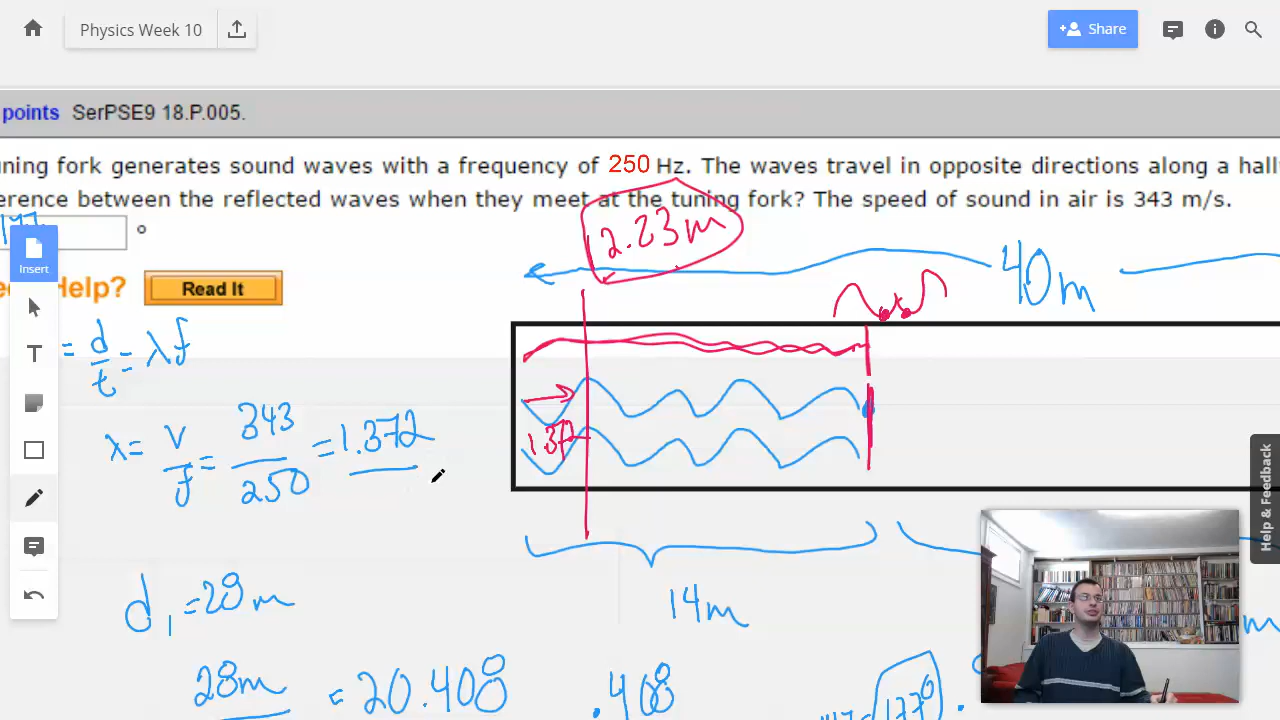 Physics Week 10
Share
points SerPSE9 18.P.005.
uning fork generates sound waves with a frequency of 250 Hz. The waves travel in opposite directions along a hall
erence between the reflected waves when they meet at the tuning fork? The speed of sound in air is 343 m/s.
°
Insert
Help?
Read It
2.23m
40m
= d/t = λf
λ = v/f = 343/250 = 1.372
1.372
T
d₁ = 28m
14m
m
28m = 20.408
.408
177°
Help & Feedback